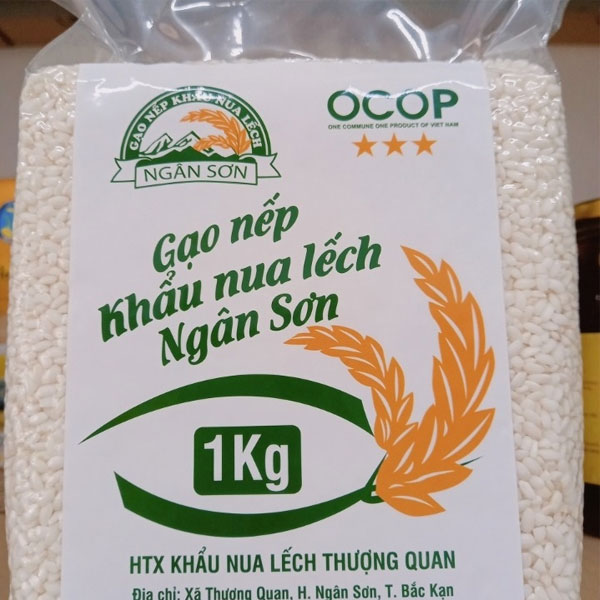 GẠO NẾP KHẨU NUA LẾCH
NGÂN SƠN
OCOP
ONE COMMUNE ONE PRODUCT OF VIET NAM
Gạo nếp
Khẩu nua lếch
Ngân Sơn
1Kg
HTX KHẨU NUA LẾCH THƯỢNG QUAN
Địa chỉ: Xã Thượng Quan, H. Ngân Sơn, T. Bắc Kạn